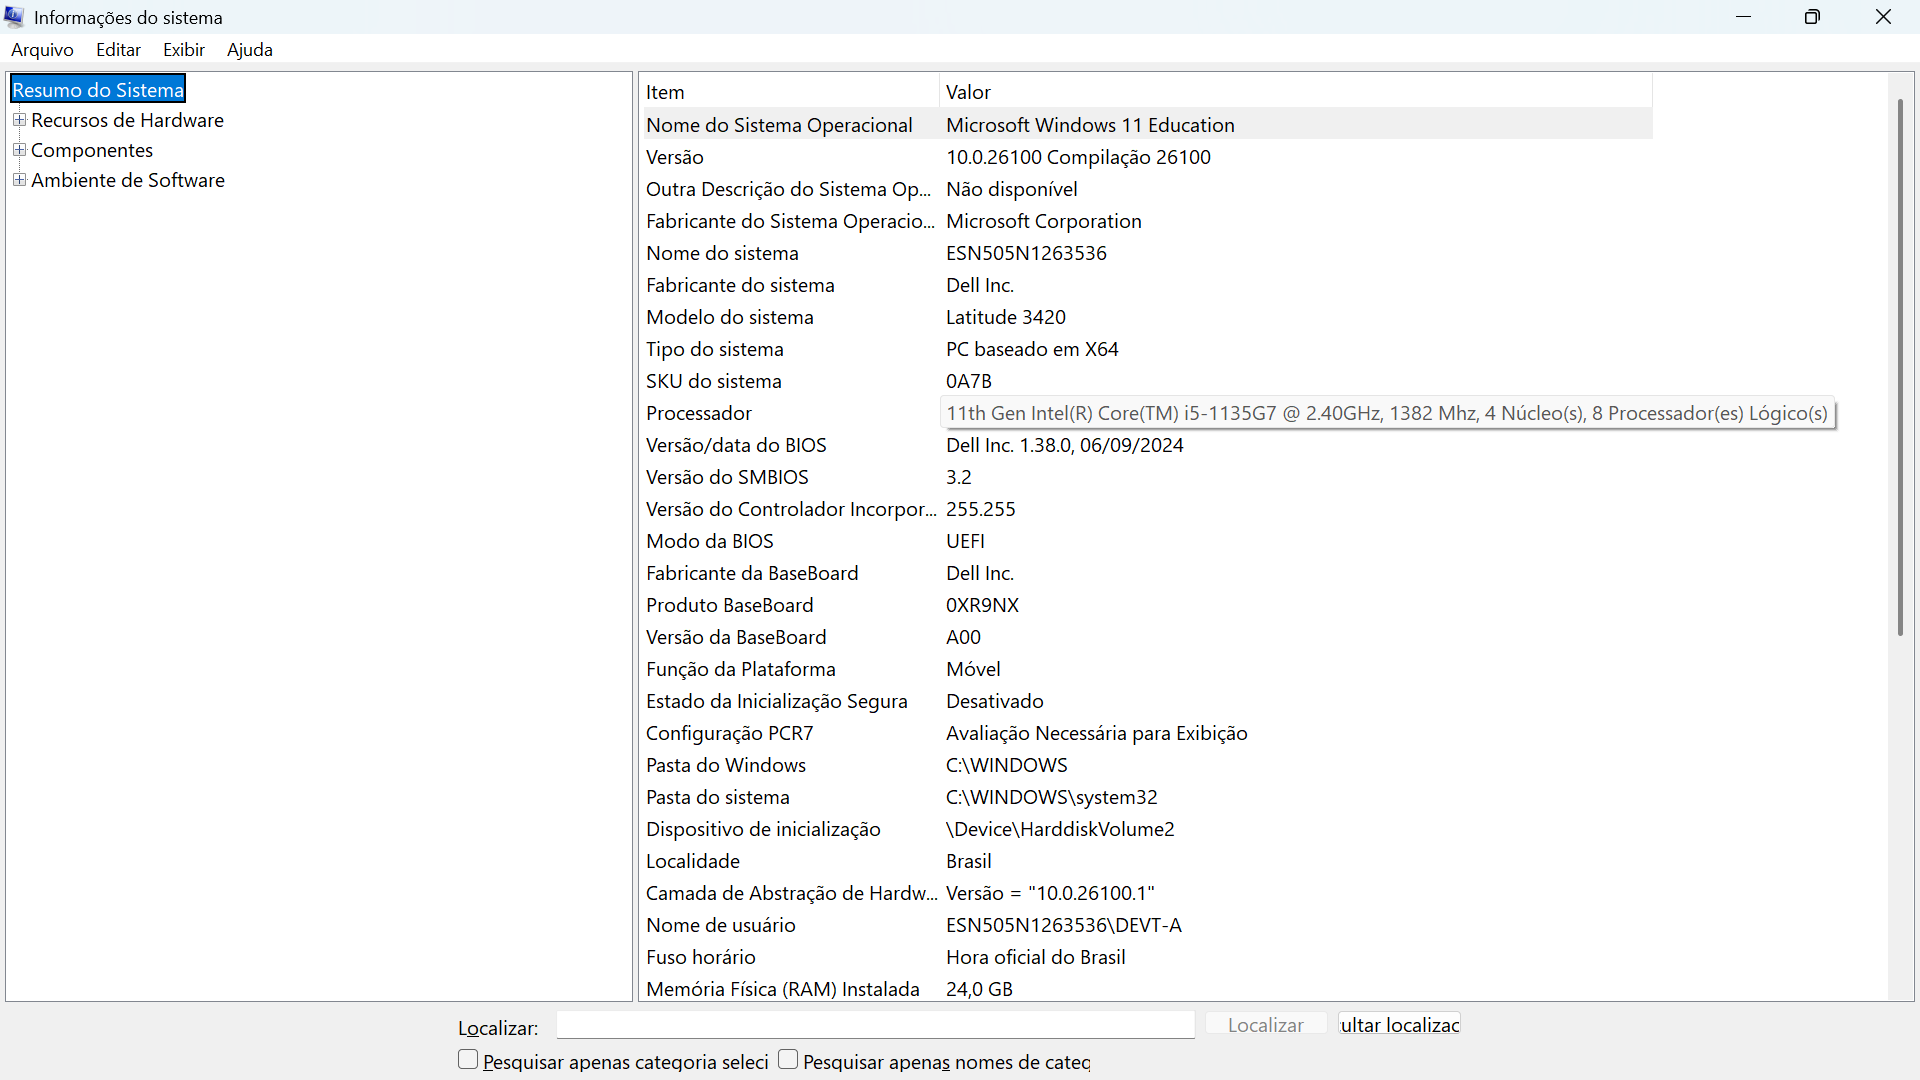 Informações do sistema
Arquivo Editar Exibir Ajuda
Resumo do Sistema
Recursos de Hardware
Componentes
Ambiente de Software
Item Valor
Nome do Sistema Operacional Microsoft Windows 11 Education
Versão 10.0.26100 Compilação 26100
Outra Descrição do Sistema Op... Não disponível
Fabricante do Sistema Operacio... Microsoft Corporation
Nome do sistema ESN505N1263536
Fabricante do sistema Dell Inc.
Modelo do sistema Latitude 3420
Tipo do sistema PC baseado em X64
SKU do sistema 0A7B
Processador 11th Gen Intel(R) Core(TM) i5-1135G7 @ 2.40GHz, 1382 Mhz, 4 Núcleo(s), 8 Processador(es) Lógico(s)
Versão/data do BIOS Dell Inc. 1.38.0, 06/09/2024
Versão do SMBIOS 3.2
Versão do Controlador Incorpor... 255.255
Modo da BIOS UEFI
Fabricante da BaseBoard Dell Inc.
Produto BaseBoard 0XR9NX
Versão da BaseBoard A00
Função da Plataforma Móvel
Estado da Inicialização Segura Desativado
Configuração PCR7 Avaliação Necessária para Exibição
Pasta do Windows C:\WINDOWS
Pasta do sistema C:\WINDOWS\system32
Dispositivo de inicialização \Device\HarddiskVolume2
Localidade Brasil
Camada de Abstração de Hardw... Versão = "10.0.26100.1"
Nome de usuário ESN505N1263536\DEVT-A
Fuso horário Hora oficial do Brasil
Memória Física (RAM) Instalada 24,0 GB
Localizar: Localizar ultar localizac
Pesquisar apenas categoria seleci Pesquisar apenas nomes de categ